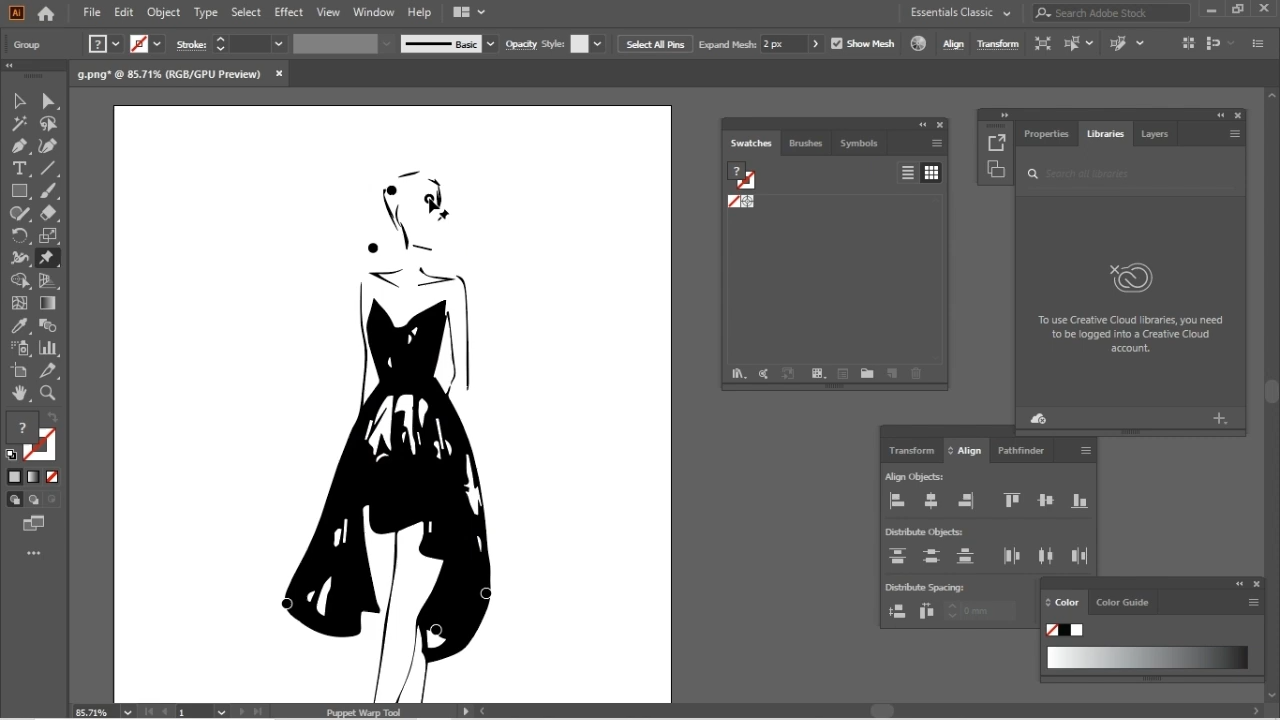 Ai File Edit Object Type Select Effect View Window Help Essentials Classic Search Adobe Stock
Group ? Stroke: Basic Opacity Style: Select All Pins Expand Mesh: 2 px Show Mesh Align Transform
g.png* @ 85.71% (RGB/GPU Preview) ×
Swatches Brushes Symbols
?
Properties Libraries Layers
Search all libraries
To use Creative Cloud libraries, you need
to be logged into a Creative Cloud
account.
?
Transform Align Pathfinder
Align Objects:
Distribute Objects:
Distribute Spacing:
0 mm
Color Color Guide
85.71% 1 Puppet Warp Tool